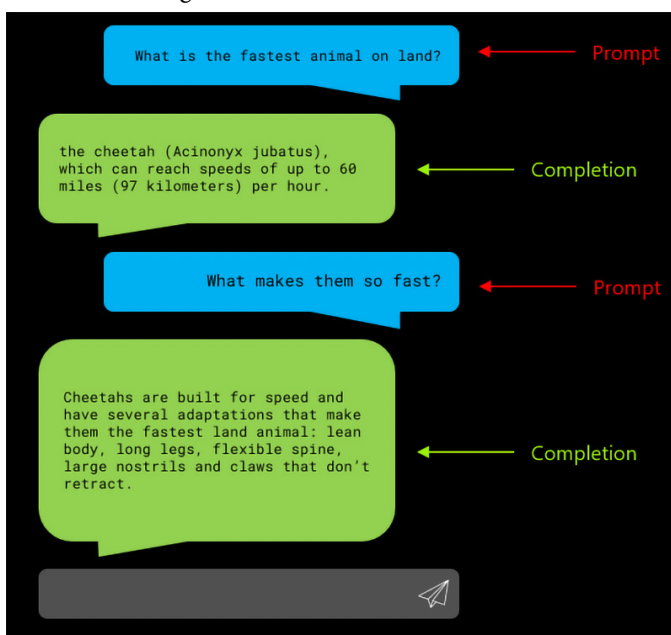 What is the fastest animal on land?
Prompt
the cheetah (Acinonyx jubatus),
which can reach speeds of up to 60
miles (97 kilometers) per hour.
Completion
What makes them so fast?
Prompt
Cheetahs are built for speed and
have several adaptations that make
them the fastest land animal: lean
body, long legs, flexible spine,
large nostrils and claws that don't
retract.
Completion